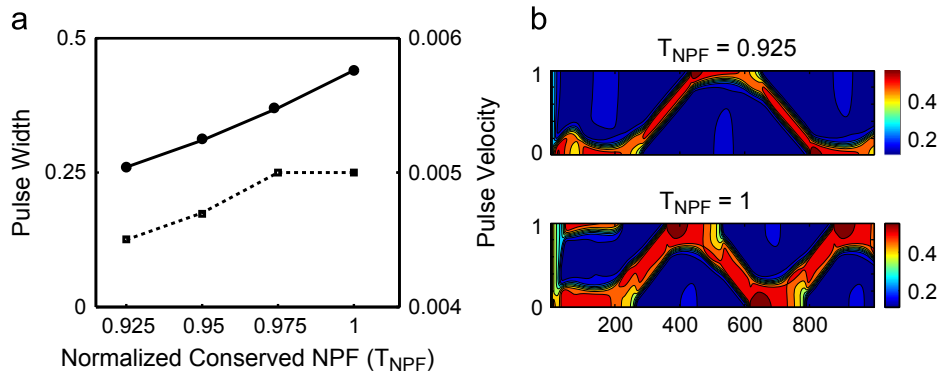 a
0.5
0.25
0
Pulse Width
0.006
0.005
0.004
Pulse Velocity
0.925 0.95 0.975 1
Normalized Conserved NPF (T_NPF)
b
T_NPF = 0.925
1
0
0.4
0.2
T_NPF = 1
1
0
0.4
0.2
200 400 600 800